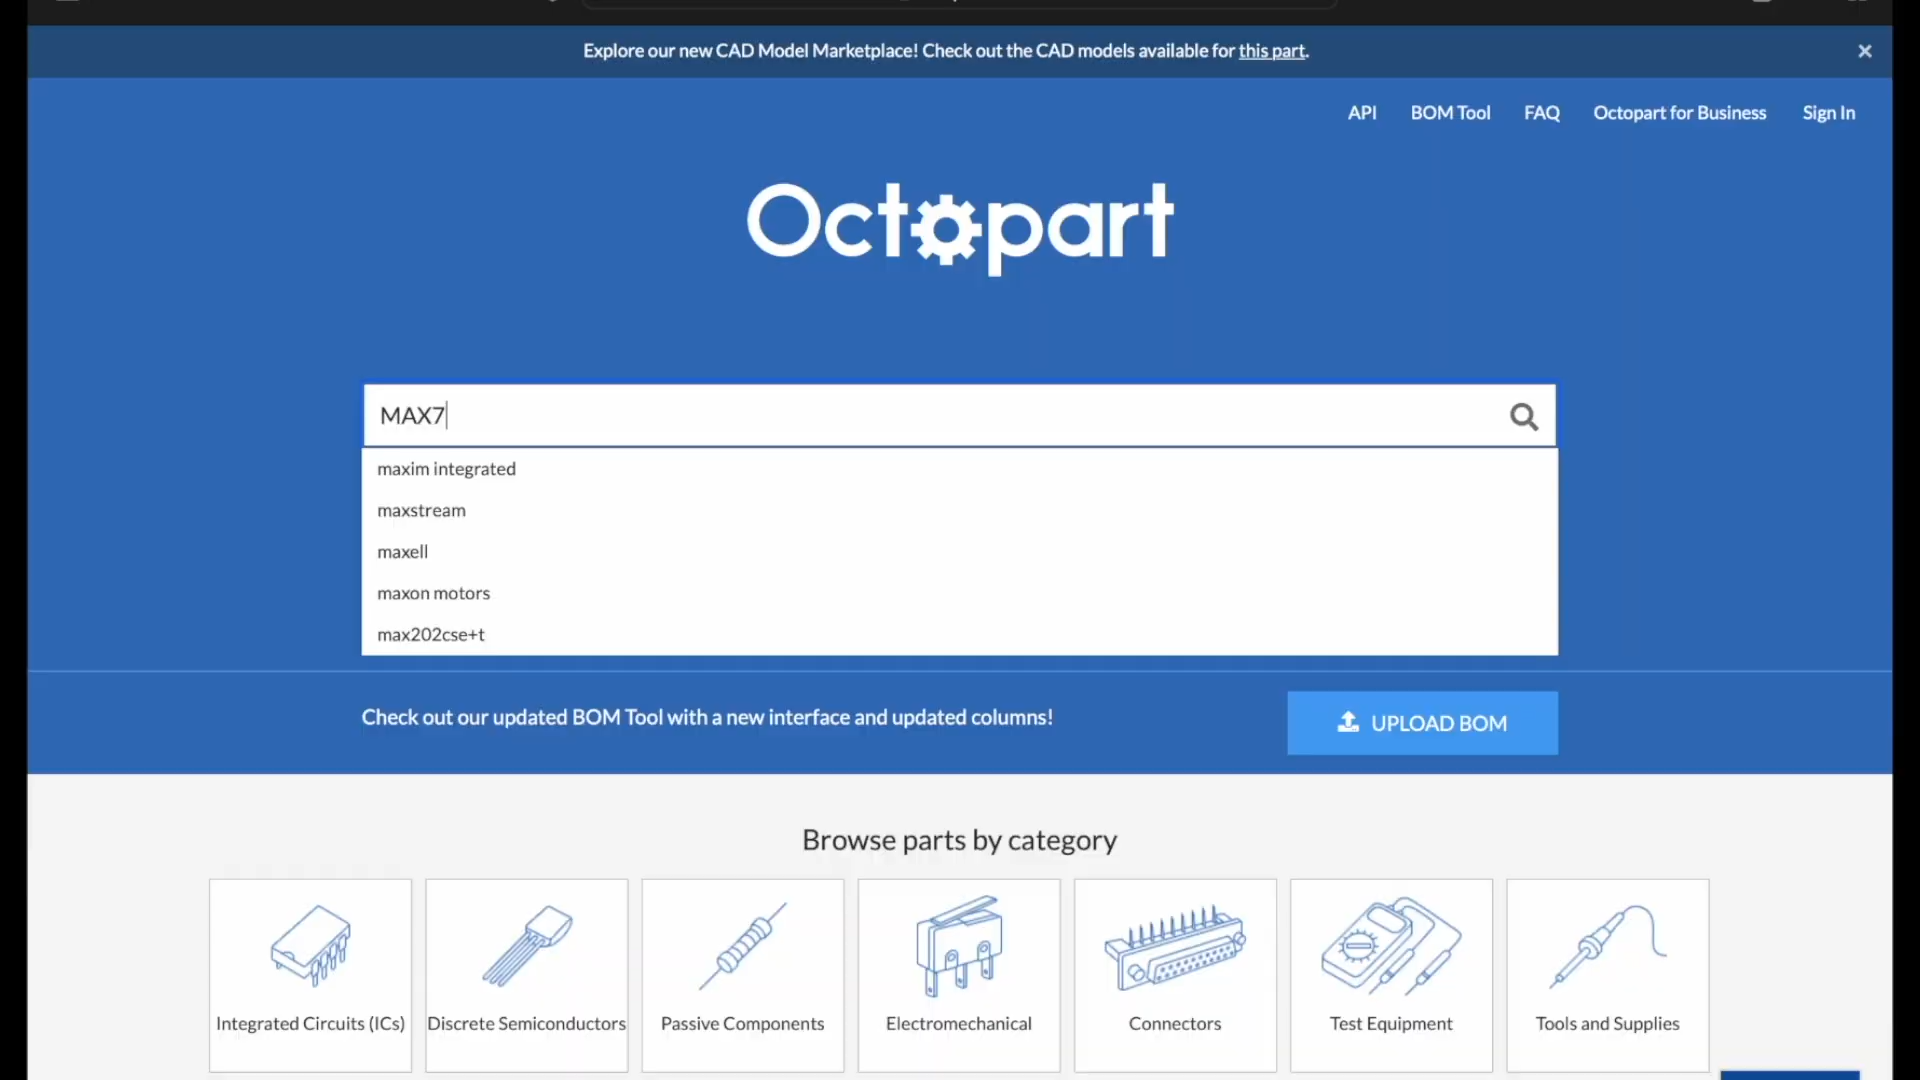 Explore our new CAD Model Marketplace! Check out the CAD models available for this part.
API BOM Tool FAQ Octopart for Business Sign In
Octopart
MAX7
maxim integrated
maxstream
maxell
maxon motors
max202cse+t
Check out our updated BOM Tool with a new interface and updated columns!
UPLOAD BOM
Browse parts by category
Integrated Circuits (ICs) Discrete Semiconductors Passive Components Electromechanical Connectors Test Equipment Tools and Supplies